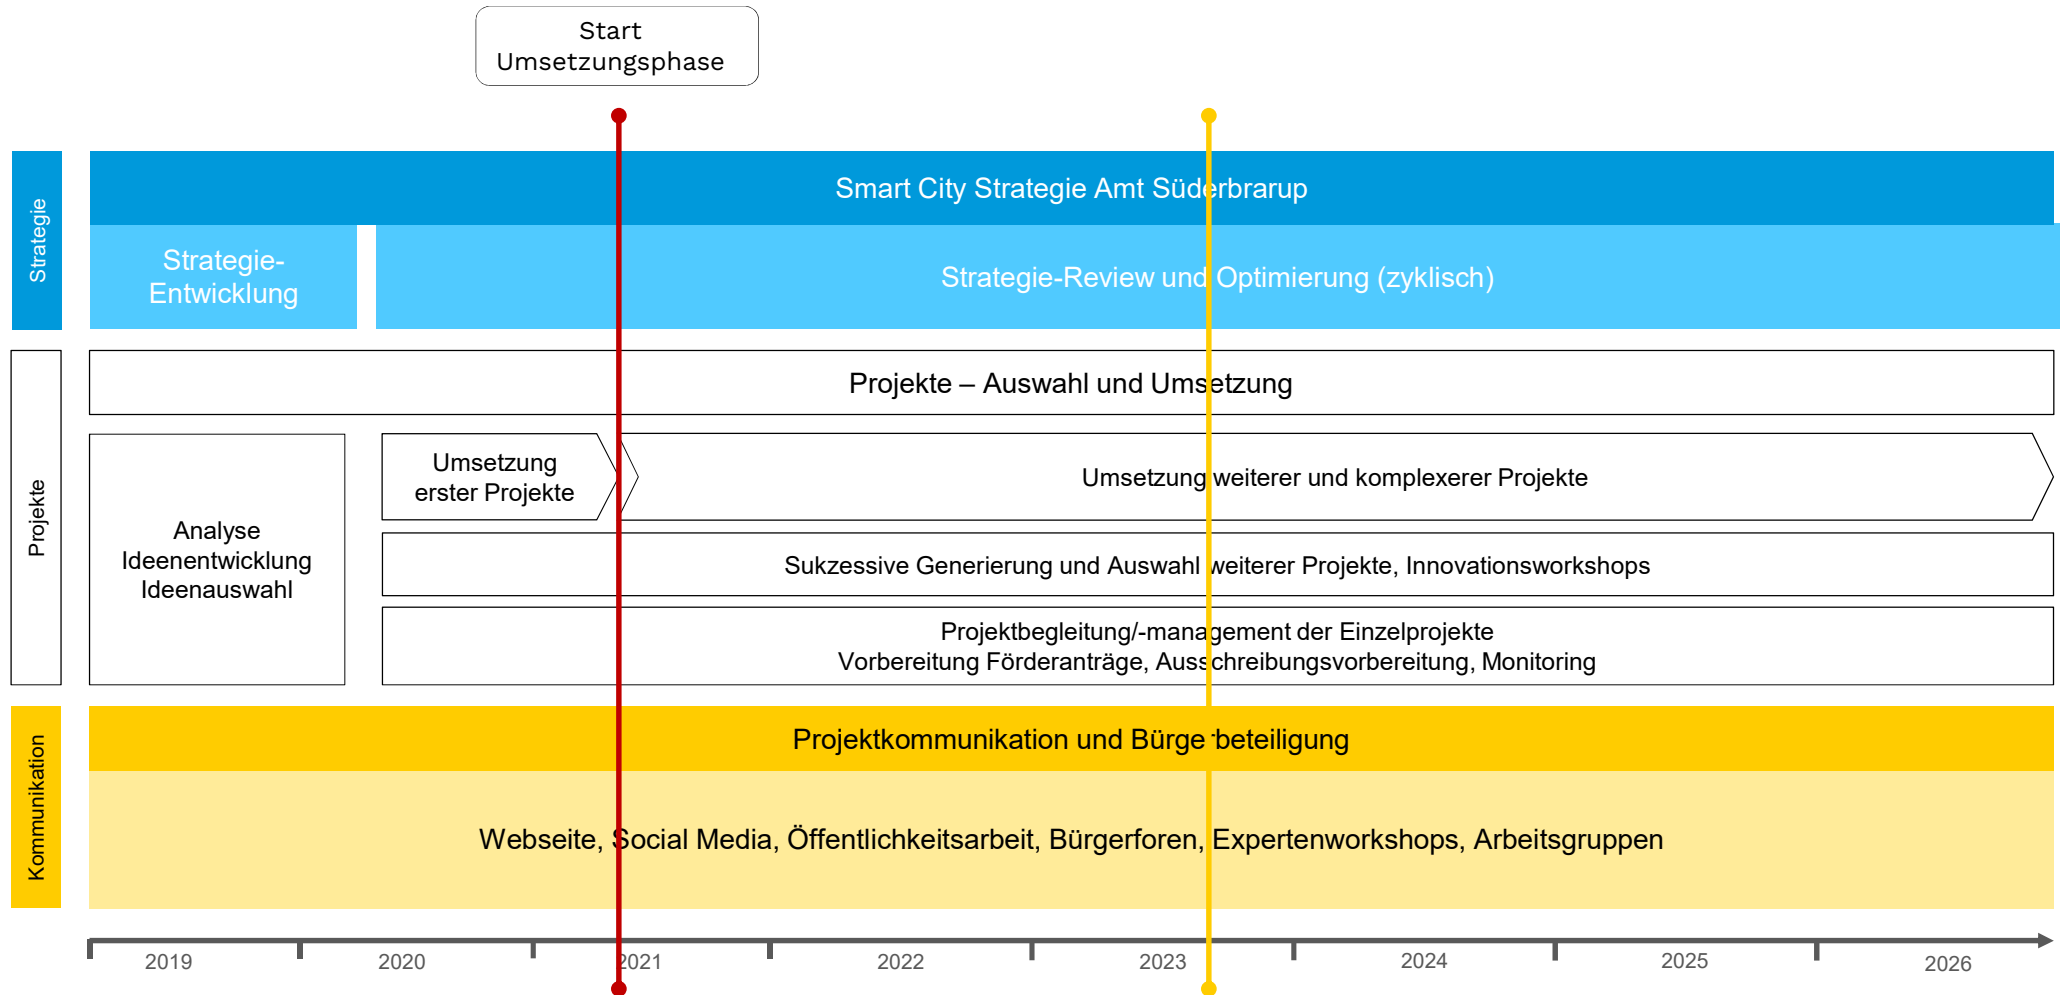 Start
Umsetzungsphase
Strategie
Smart City Strategie Amt Süderbrarup
Strategie-
Entwicklung
Strategie-Review und Optimierung (zyklisch)
Projekte
Projekte – Auswahl und Umsetzung
Analyse
Ideenentwicklung
Ideenauswahl
Umsetzung
erster Projekte
Umsetzung weiterer und komplexerer Projekte
Sukzessive Generierung und Auswahl weiterer Projekte, Innovationsworkshops
Projektbegleitung/-management der Einzelprojekte
Vorbereitung Förderanträge, Ausschreibungsvorbereitung, Monitoring
Kommunikation
Projektkommunikation und Bürgerbeteiligung
Webseite, Social Media, Öffentlichkeitsarbeit, Bürgerforen, Expertenworkshops, Arbeitsgruppen
2019 2020 2021 2022 2023 2024 2025 2026